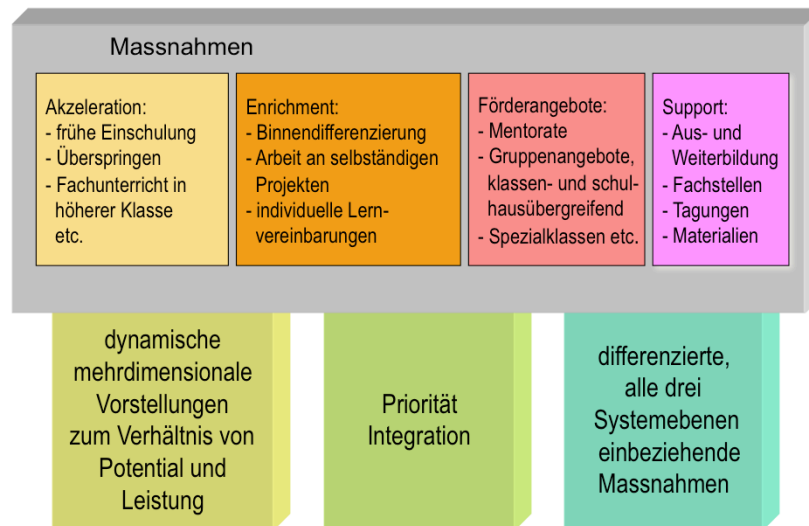 Massnahmen
Akzeleration:
- frühe Einschulung
- Überspringen
- Fachunterricht in
höherer Klasse
etc.
Enrichment:
- Binnendifferenzierung
- Arbeit an selbständigen
Projekten
- individuelle Lern-
vereinbarungen
Förderangebote:
- Mentorate
- Gruppenangebote,
klassen- und schul-
hausübergreifend
- Spezialklassen etc.
Support:
- Aus- und
Weiterbildung
- Fachstellen
- Tagungen
- Materialien
dynamische
mehrdimensionale
Vorstellungen
zum Verhältnis von
Potential und
Leistung
Priorität
Integration
differenzierte,
alle drei
Systemebenen
einbeziehende
Massnahmen